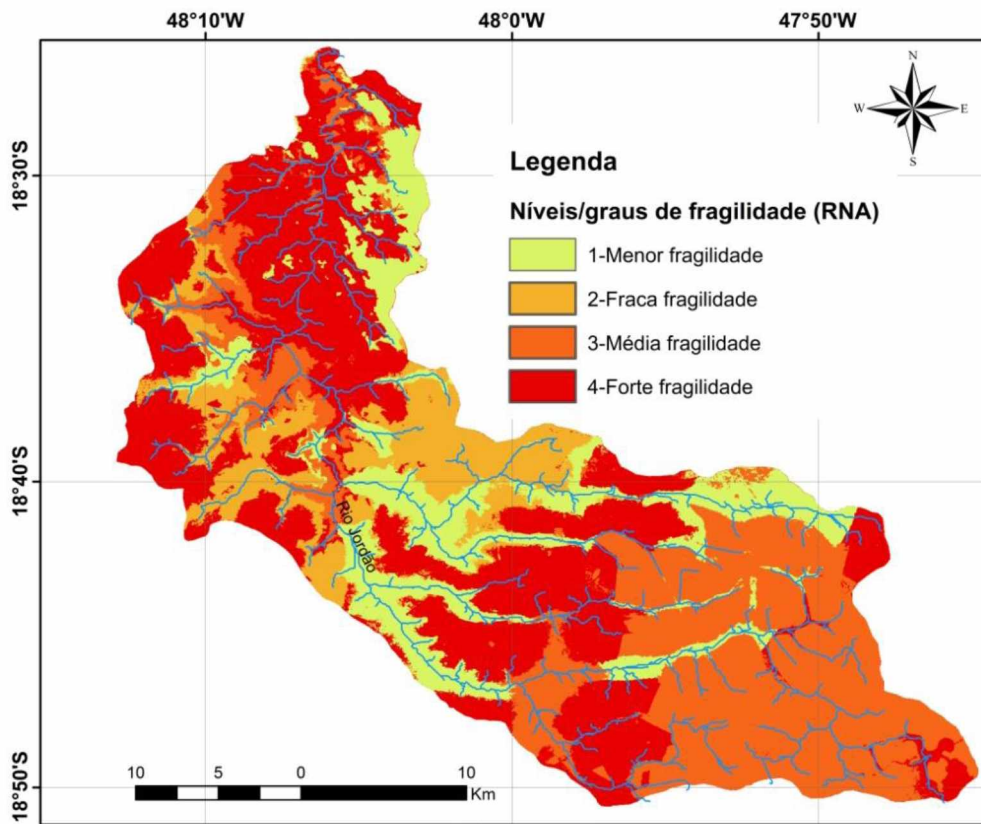 48°10'W 48°0'W 47°50'W
N
W E
S
18°30'S
Legenda
Níveis/graus de fragilidade (RNA)
1-Menor fragilidade
2-Fraca fragilidade
3-Média fragilidade
4-Forte fragilidade
18°40'S
Rio Jordão
18°50'S
10 5 0 10
Km